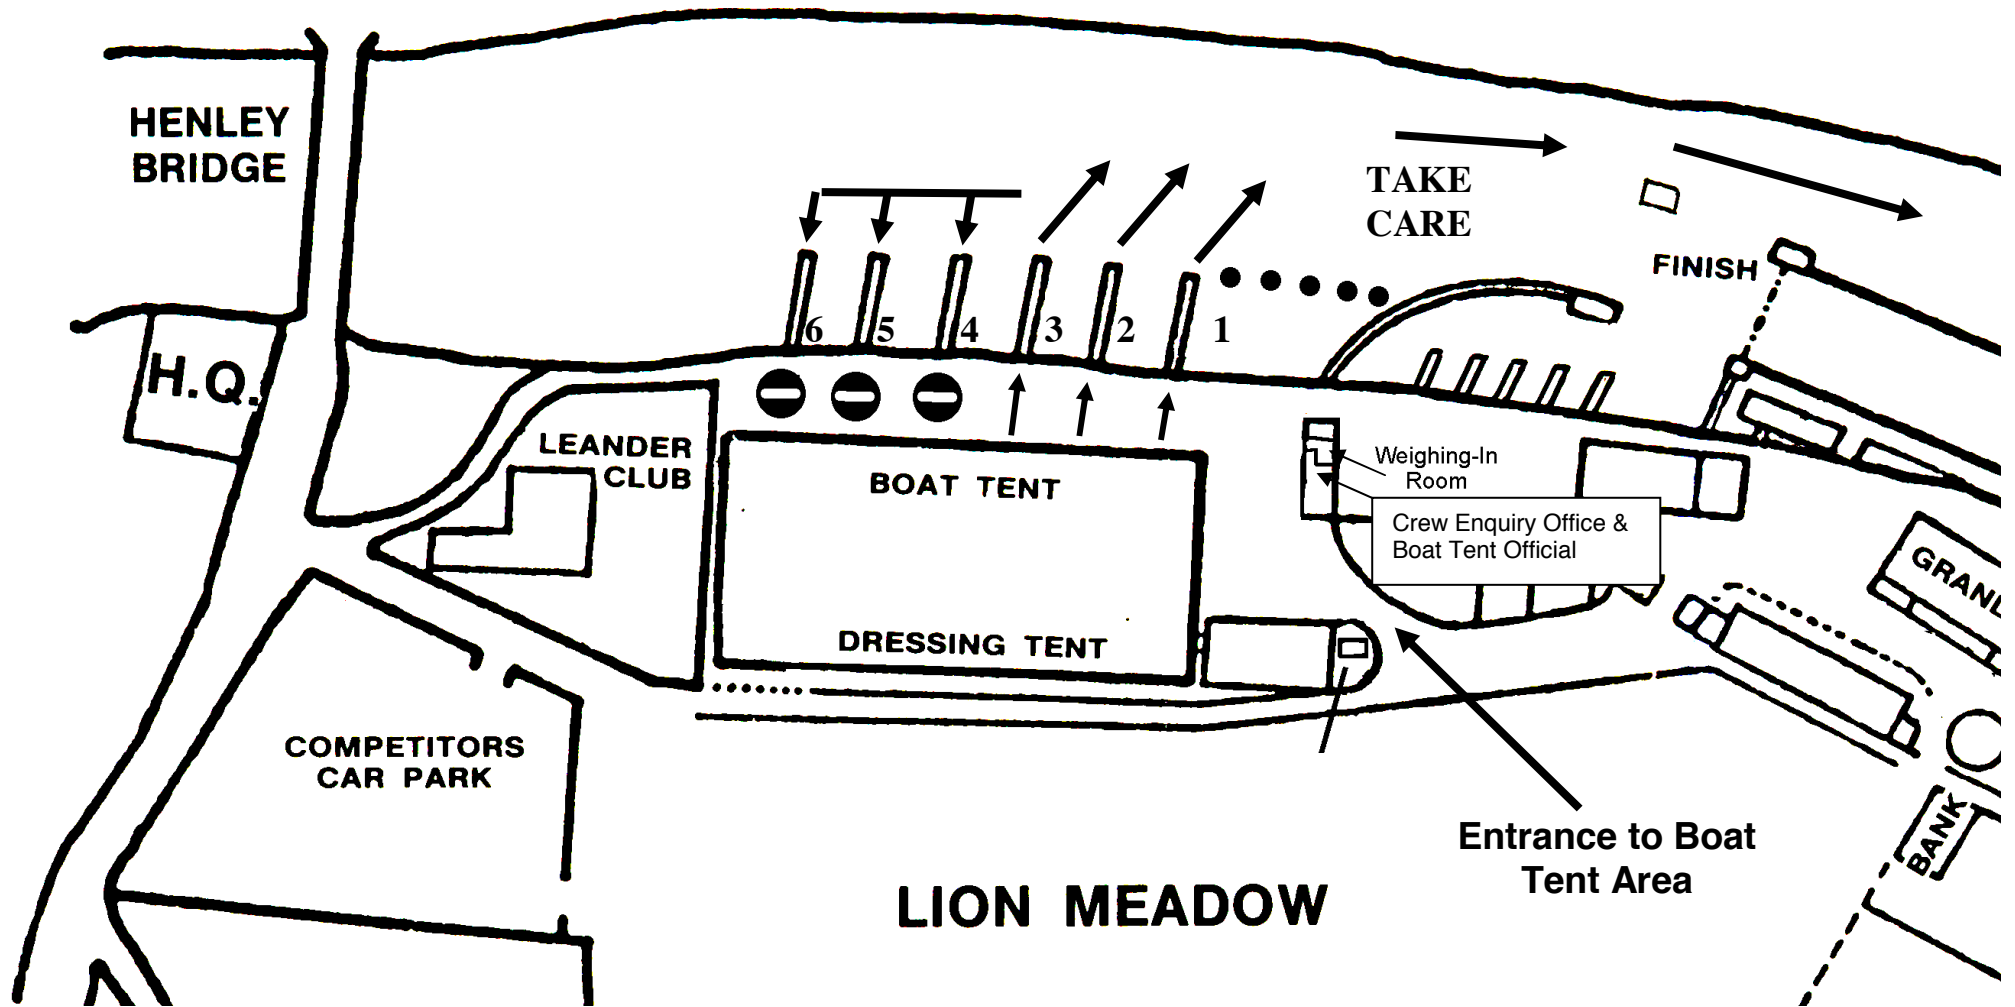 HENLEY
BRIDGE
TAKE
CARE
FINISH
6
5
4
3
2
1
H.Q.
LEANDER
CLUB
BOAT TENT
Weighing-In
Room
Crew Enquiry Office &
Boat Tent Official
GRAND
DRESSING TENT
COMPETITORS
CAR PARK
BANK
Entrance to Boat
Tent Area
LION MEADOW